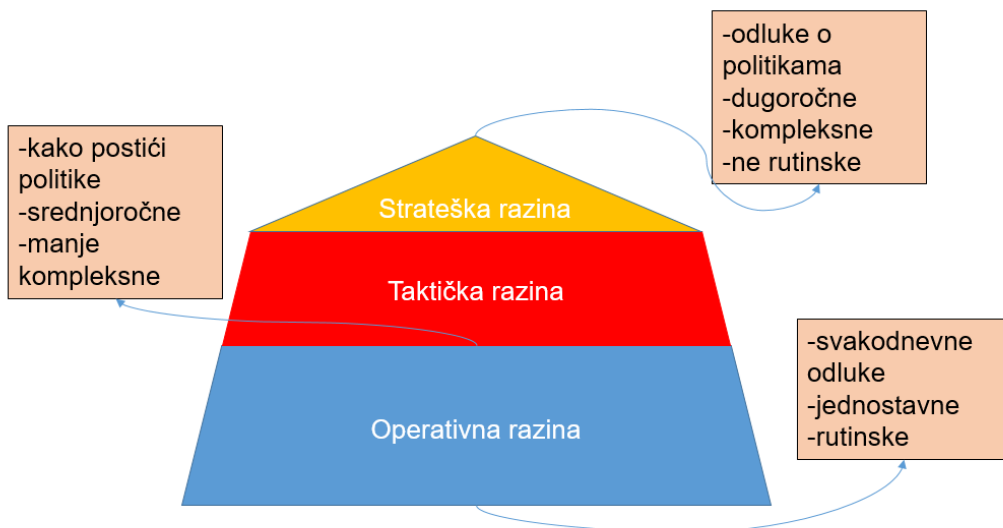 -odluke o
politikama
-dugoročne
-kompleksne
-ne rutinske
-kako postići
politike
-srednjoročne
-manje
kompleksne
Strateška razina
Taktička razina
-svakodnevne
odluke
-jednostavne
-rutinske
Operativna razina